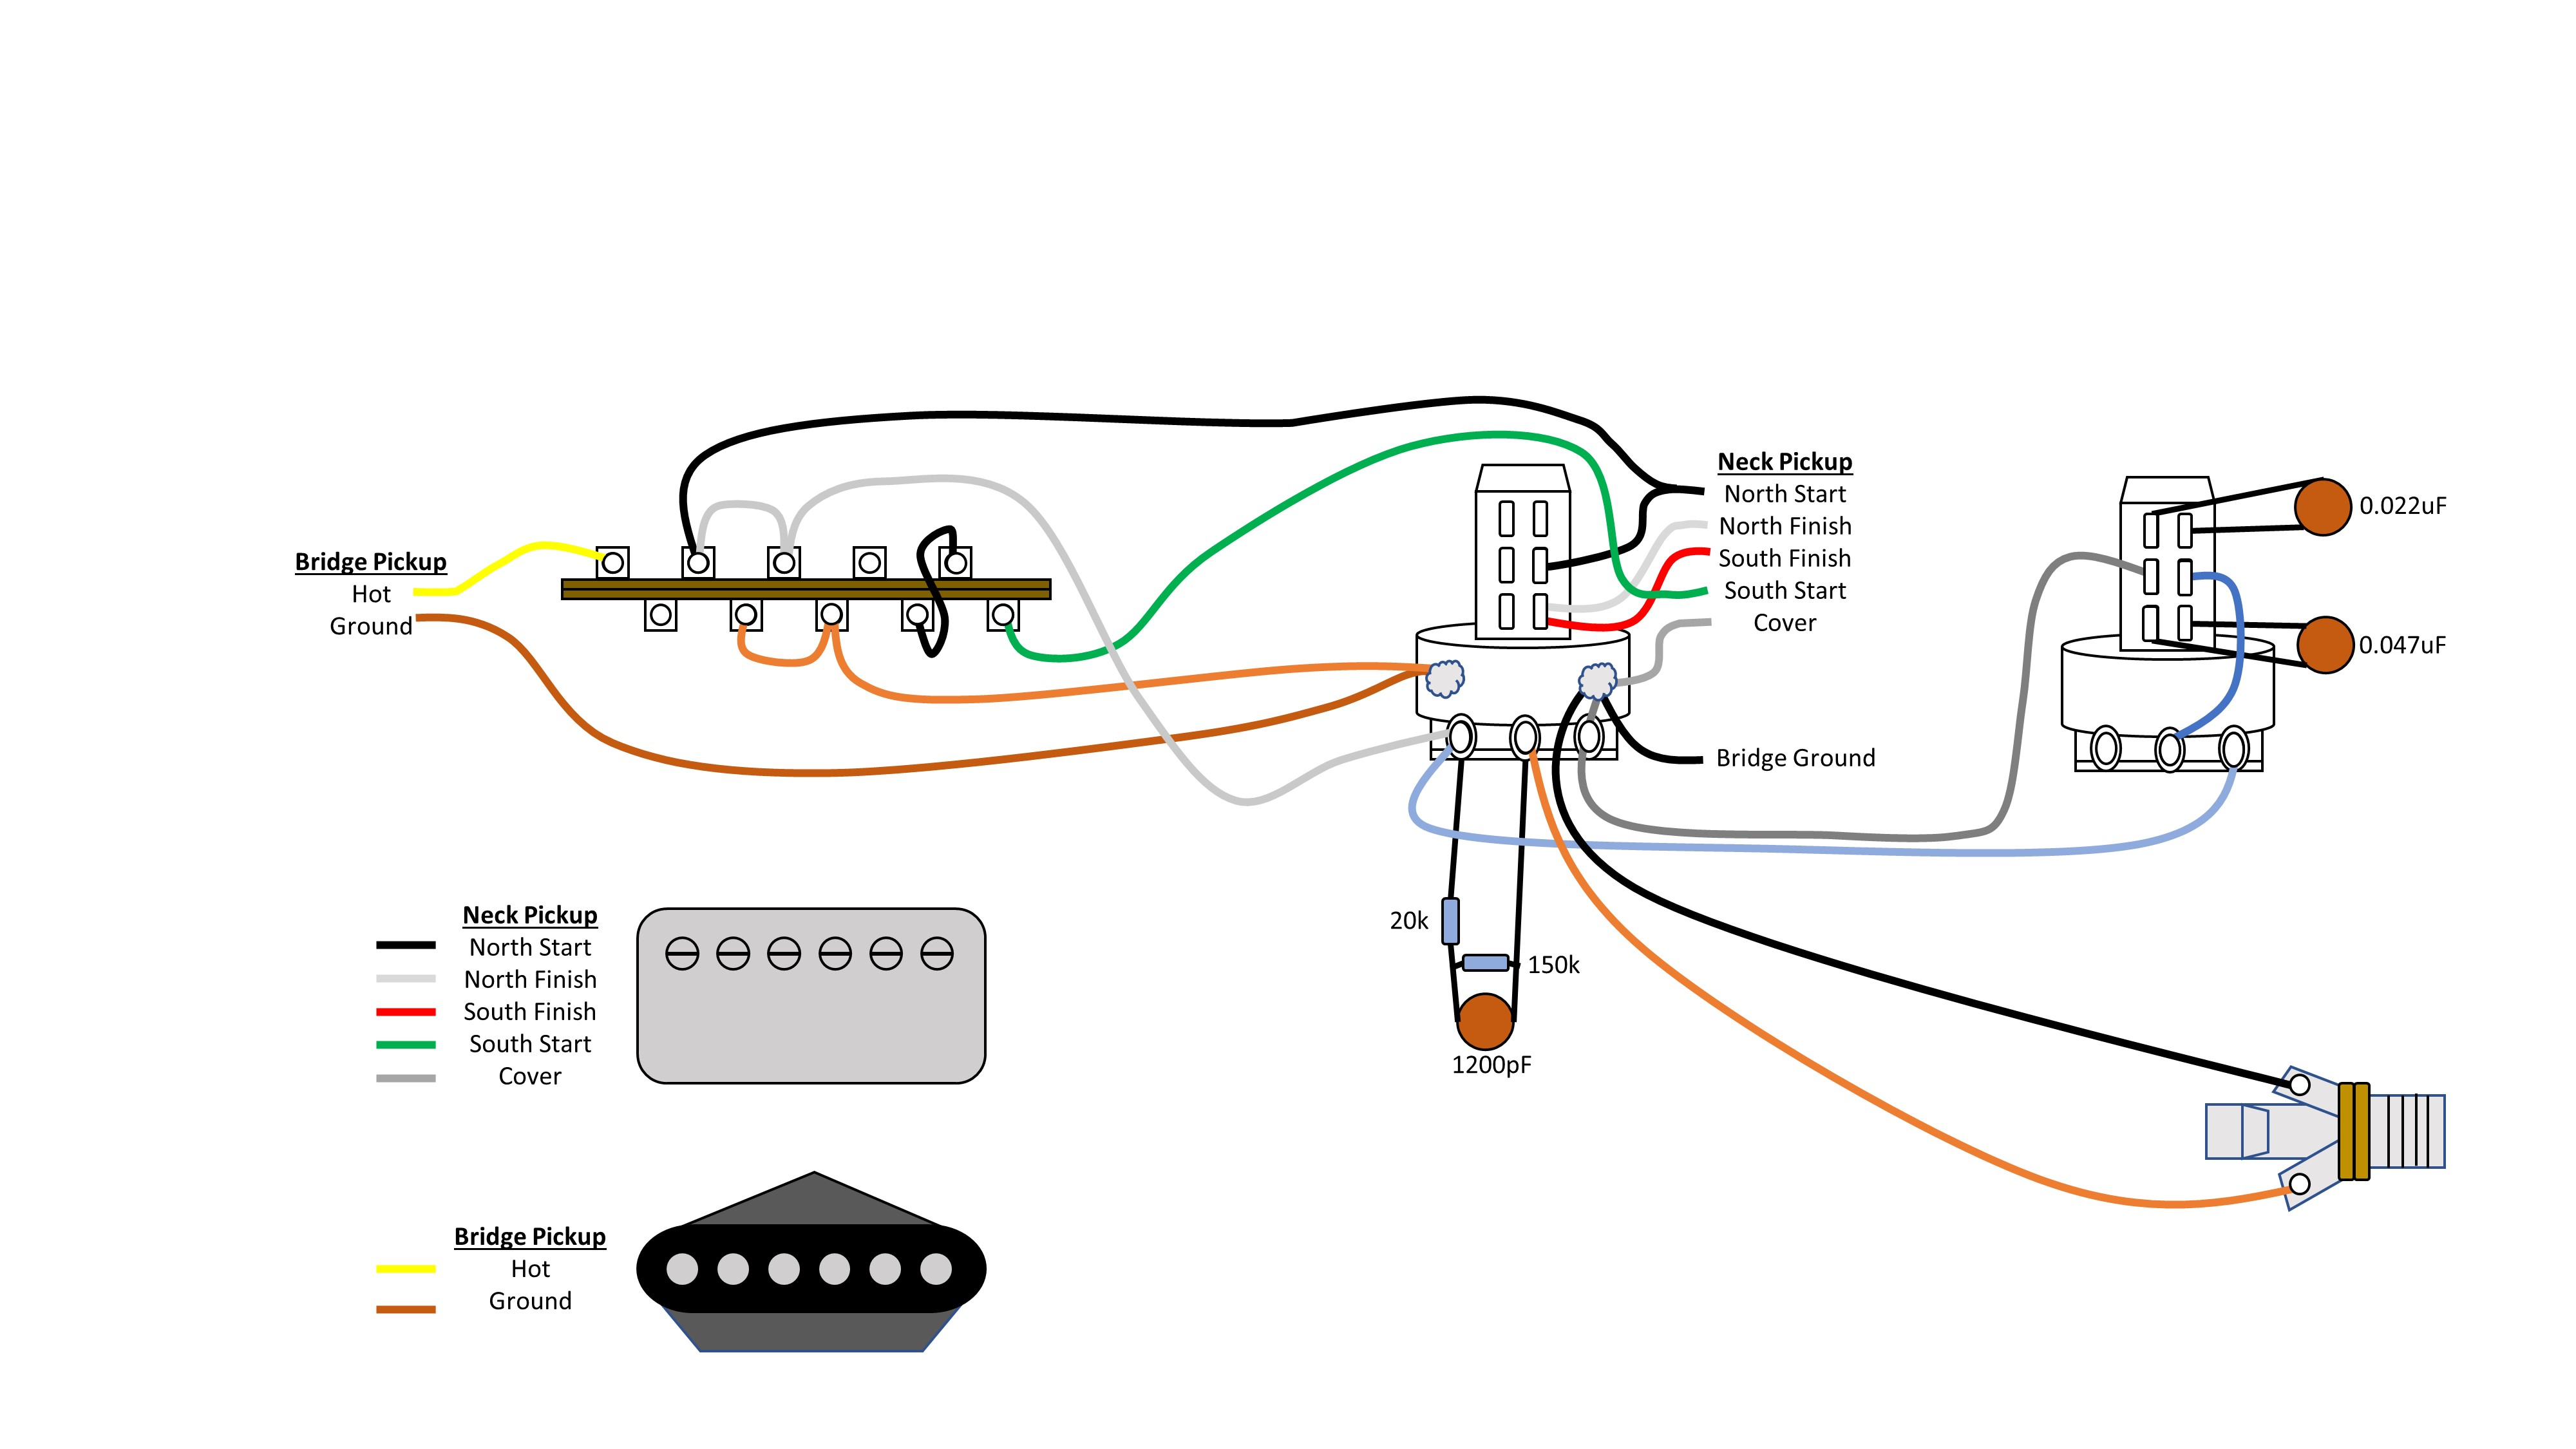 Bridge Pickup
Hot
Ground
Neck Pickup
North Start
North Finish
South Finish
South Start
Cover
Bridge Ground
0.022uF
0.047uF
20k
150k
1200pF
Neck Pickup
North Start
North Finish
South Finish
South Start
Cover
Bridge Pickup
Hot
Ground